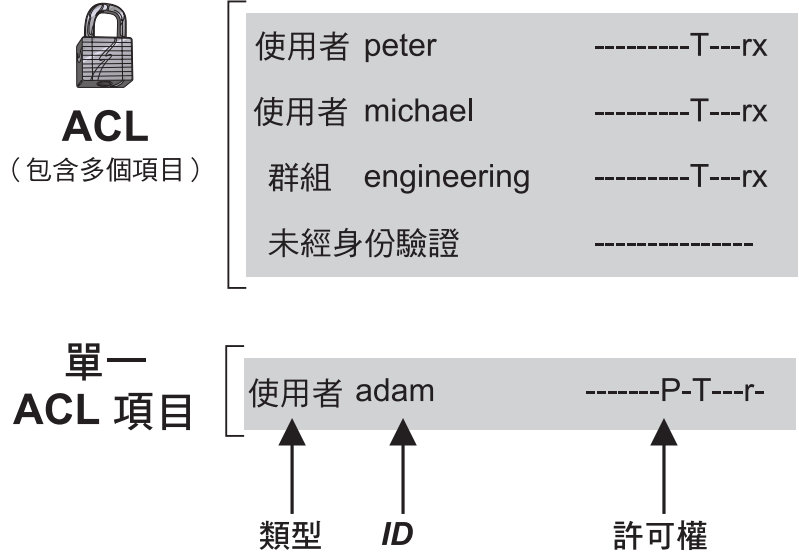 ACL
（包含多個項目）
使用者 peter ---------T---rx
使用者 michael ---------T---rx
群組 engineering ---------T---rx
未經身份驗證 ---------------
單一
ACL 項目
使用者 adam -------P-T---r-
類型 ID 許可權